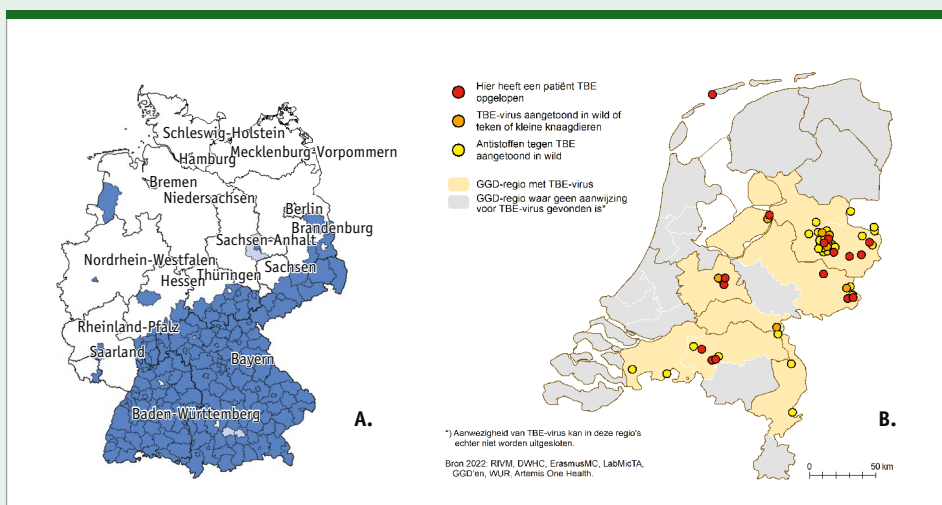 Schleswig-Holstein
Hamburg
Mecklenburg-Vorpommern
Bremen
Niedersachsen
Berlin
Brandenburg
Sachsen-Anhalt
Nordrhein-Westfalen
Hessen
Thüringen
Sachsen
Rheinland-Pfalz
Saarland
Bayern
Baden-Württemberg
A.
Hier heeft een patiënt TBE
opgelopen
TBE-virus aangetoond in wild of
teken of kleine knaagdieren
Antistoffen tegen TBE
aangetoond in wild
GGD-regio met TBE-virus
GGD-regio waar geen aanwijzing
voor TBE-virus gevonden is*
*) Aanwezigheid van TBE-virus kan in deze regio's
echter niet worden uitgesloten.
Bron 2022: RIVM, DWHC, ErasmusMC, LabMicTA,
GGD'en, WUR, Artemis One Health.
B.
0 50 km